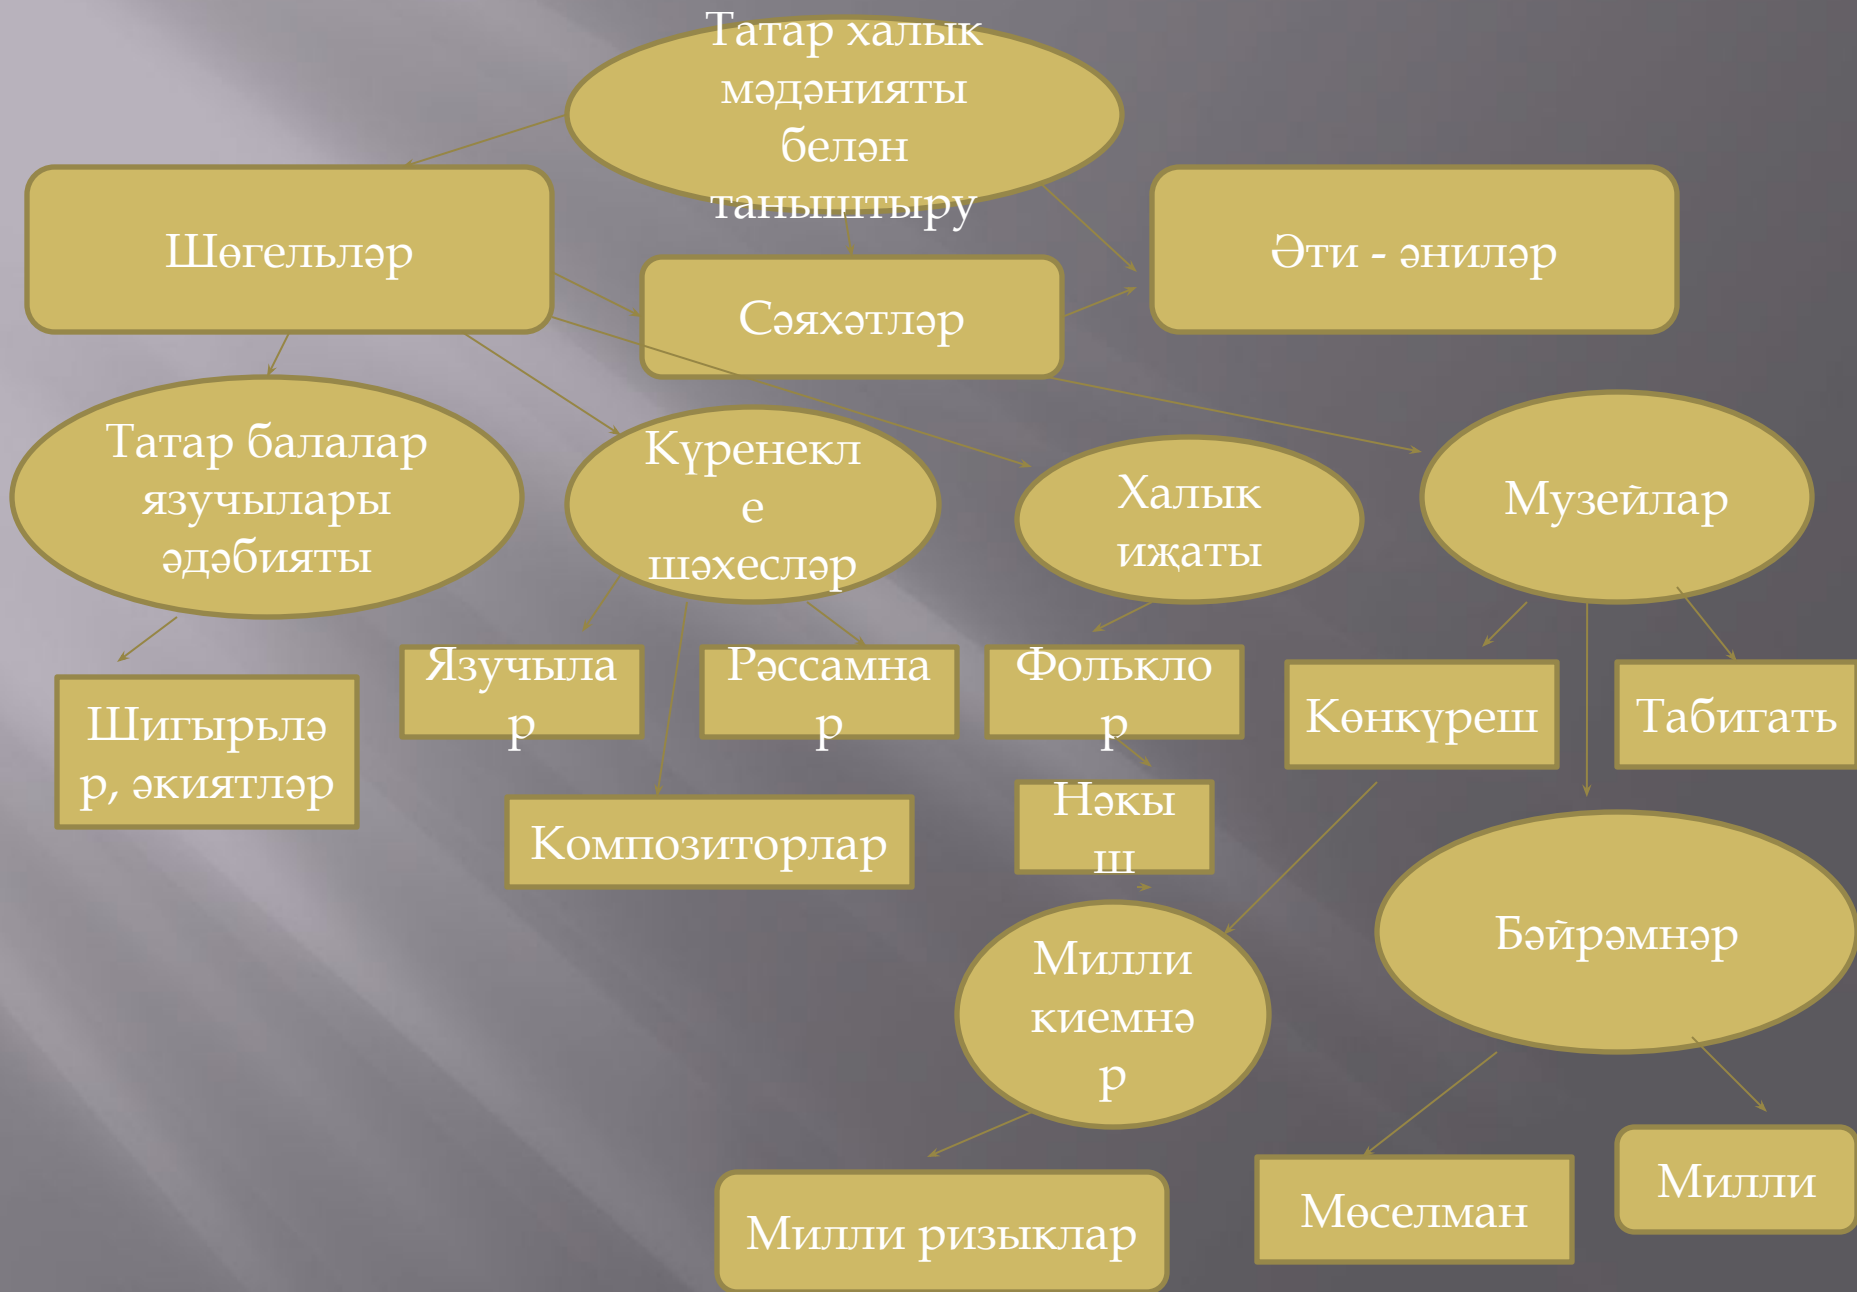 Татар халык
мәдәнияты
белән
таныштыру
Шөгельләр
Әти - әниләр
Сәяхәтләр
Татар балалар
язучылары
әдәбияты
Күренекл
е
шәхесләр
Халык
иҗаты
Музейлар
Язучыла
р
Рәссамна
р
Фолькло
р
Көнкүреш
Табигать
Шигырьлә
р, әкиятләр
Композиторлар
Нәкы
ш
Бәйрәмнәр
Милли
киемнә
р
Милли
Мөселман
Милли ризыклар